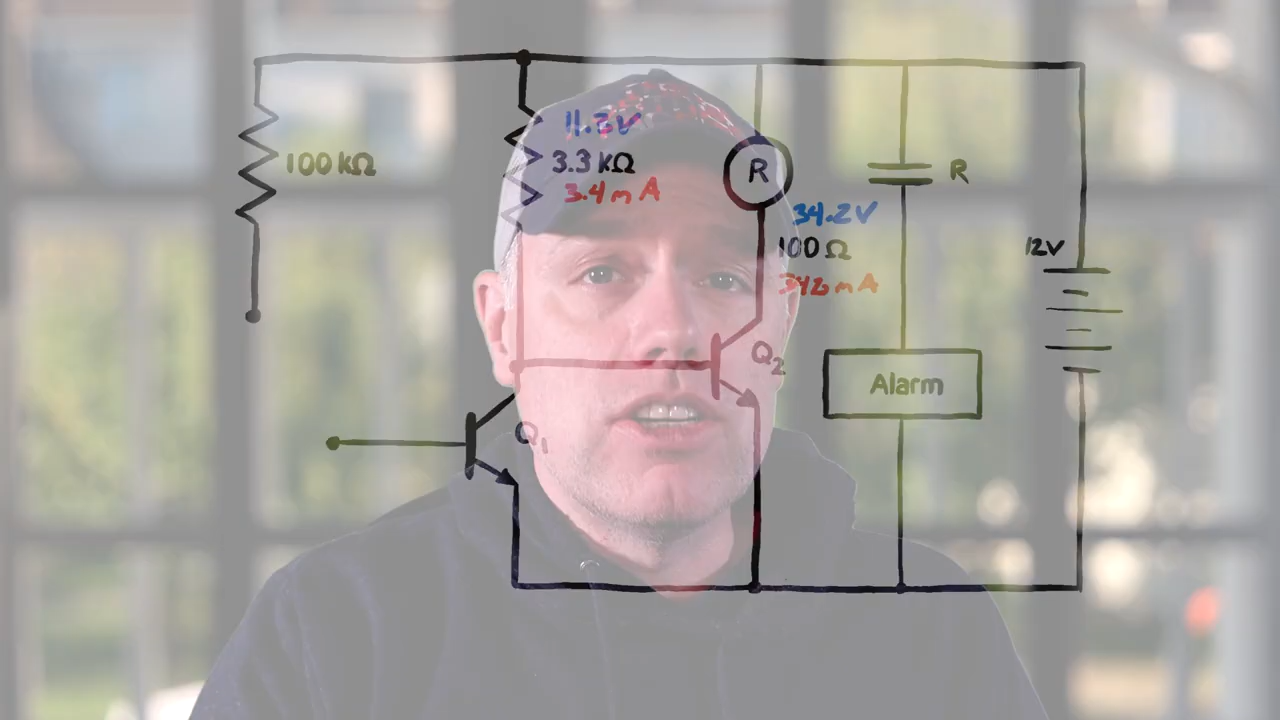 100 kΩ
11.3V
3.3 kΩ
3.4 mA
R
34.2V
100 Ω
342 mA
R
12V
Alarm
Q1
Q2